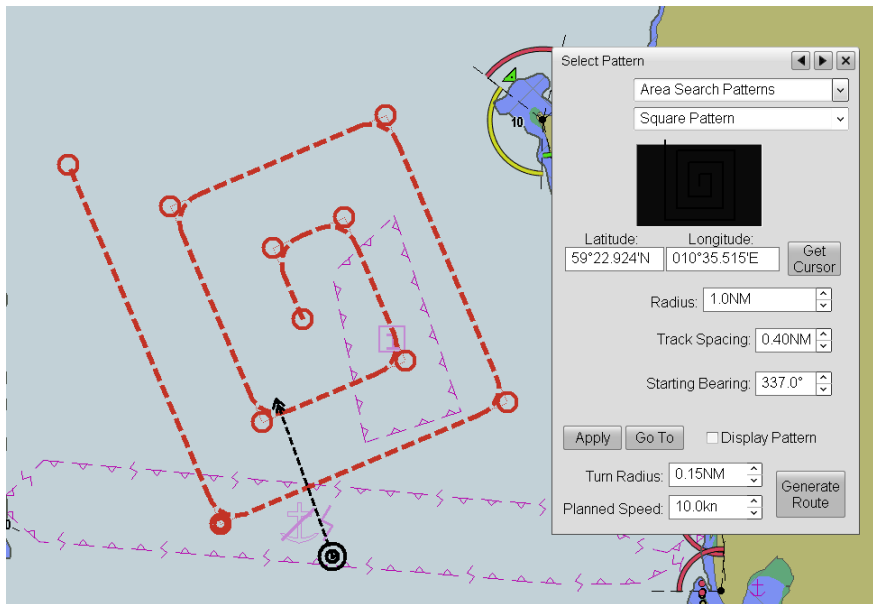 Select Pattern
Area Search Patterns
Square Pattern
10
Latitude: Longitude:
59°22.924'N 010°35.515'E Get Cursor
Radius: 1.0NM
Track Spacing: 0.40NM
Starting Bearing: 337.0°
Apply Go To Display Pattern
Turn Radius: 0.15NM
Planned Speed: 10.0kn
Generate
Route